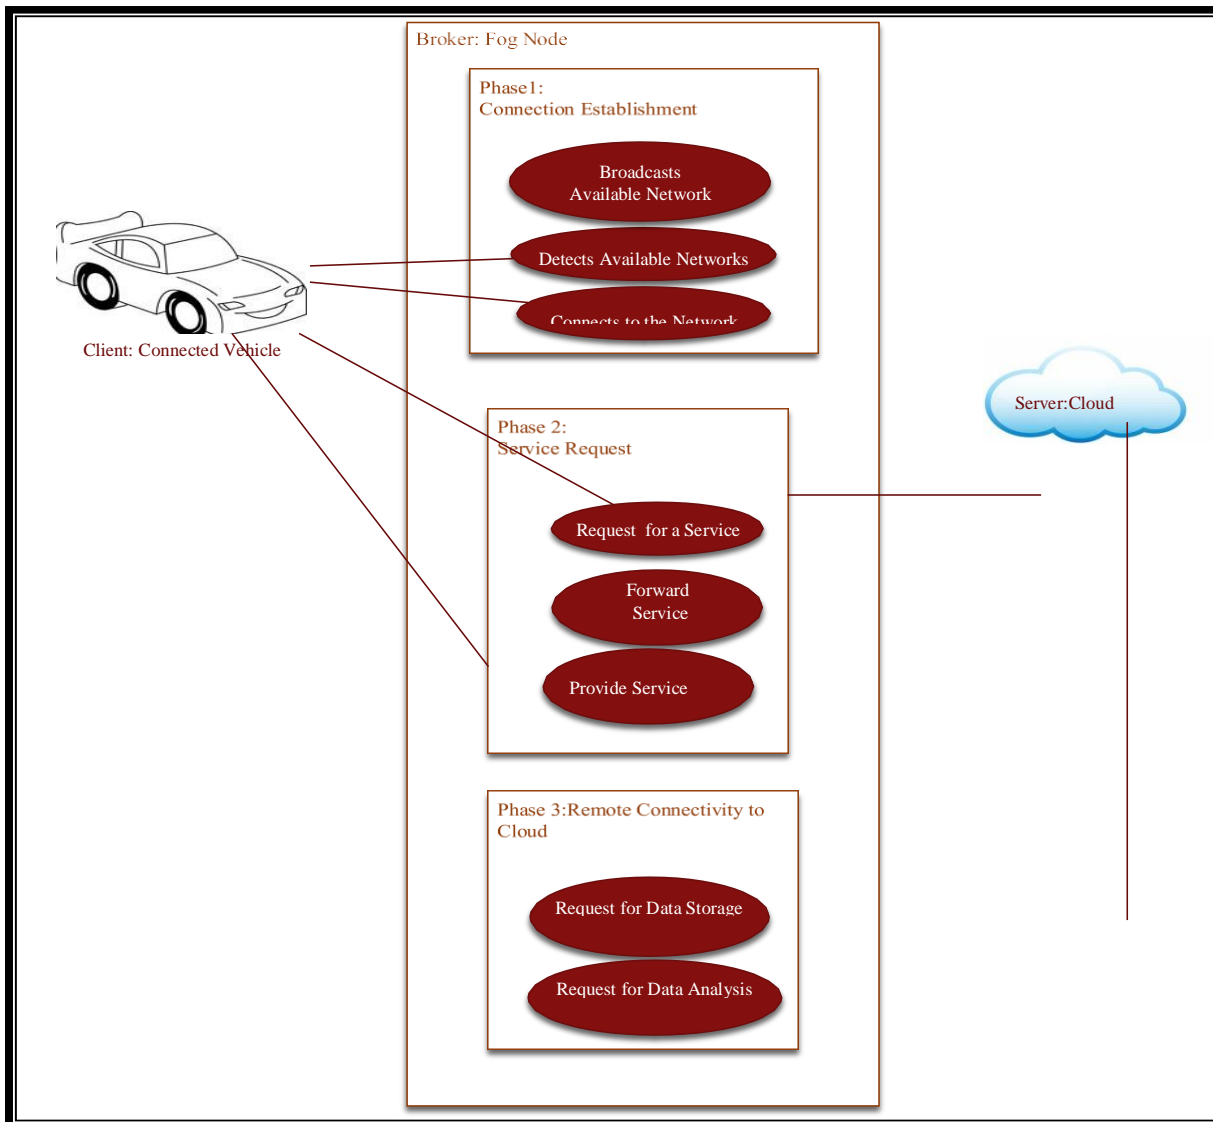 Broker: Fog Node
Phase1:
Connection Establishment
Broadcasts
Available Network
Detects Available Networks
Connects to the Network
Client: Connected Vehicle
Server:Cloud
Phase 2:
Service Request
Request for a Service
Forward
Service
Provide Service
Phase 3:Remote Connectivity to
Cloud
Request for Data Storage
Request for Data Analysis